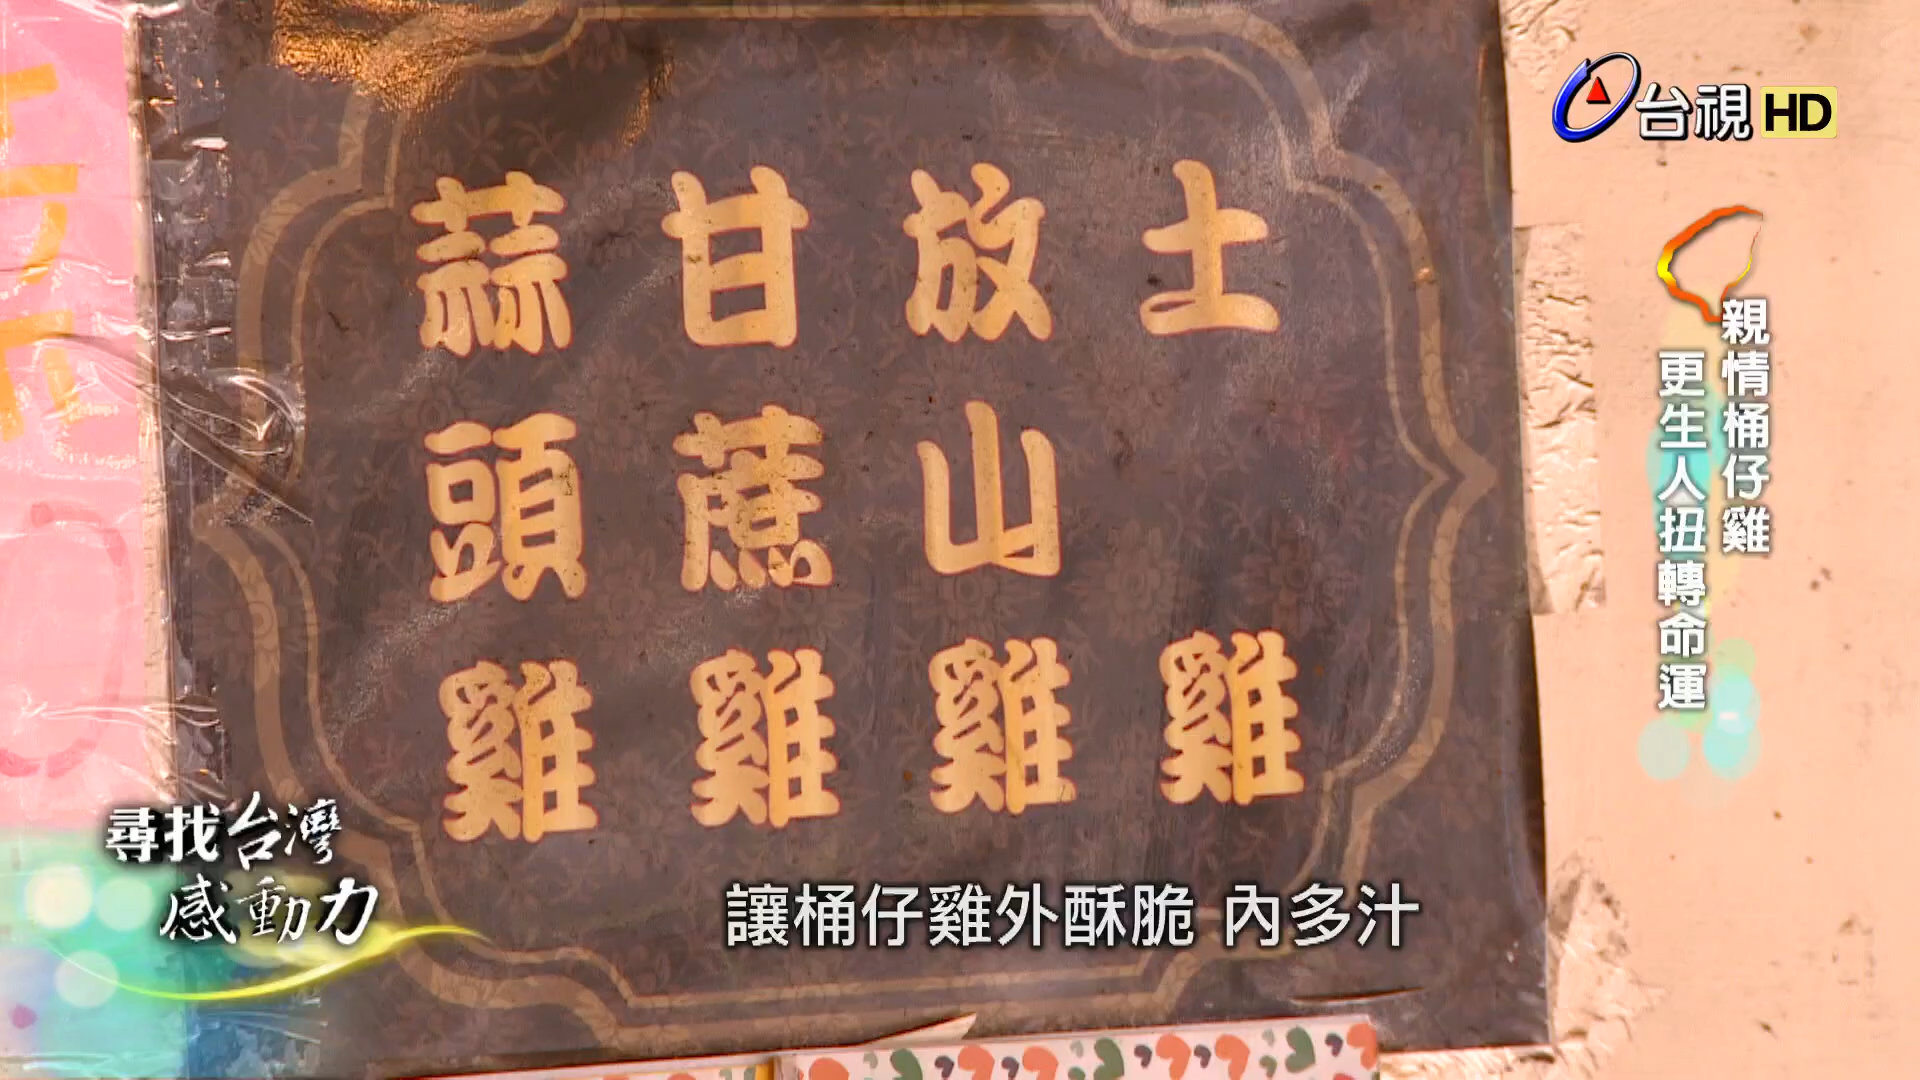 台視 HD
親情桶仔雞
更生人扭轉命運
土雞
放山雞
甘蔗雞
蒜頭雞
讓桶仔雞外酥脆 內多汁
尋找台灣
感動力